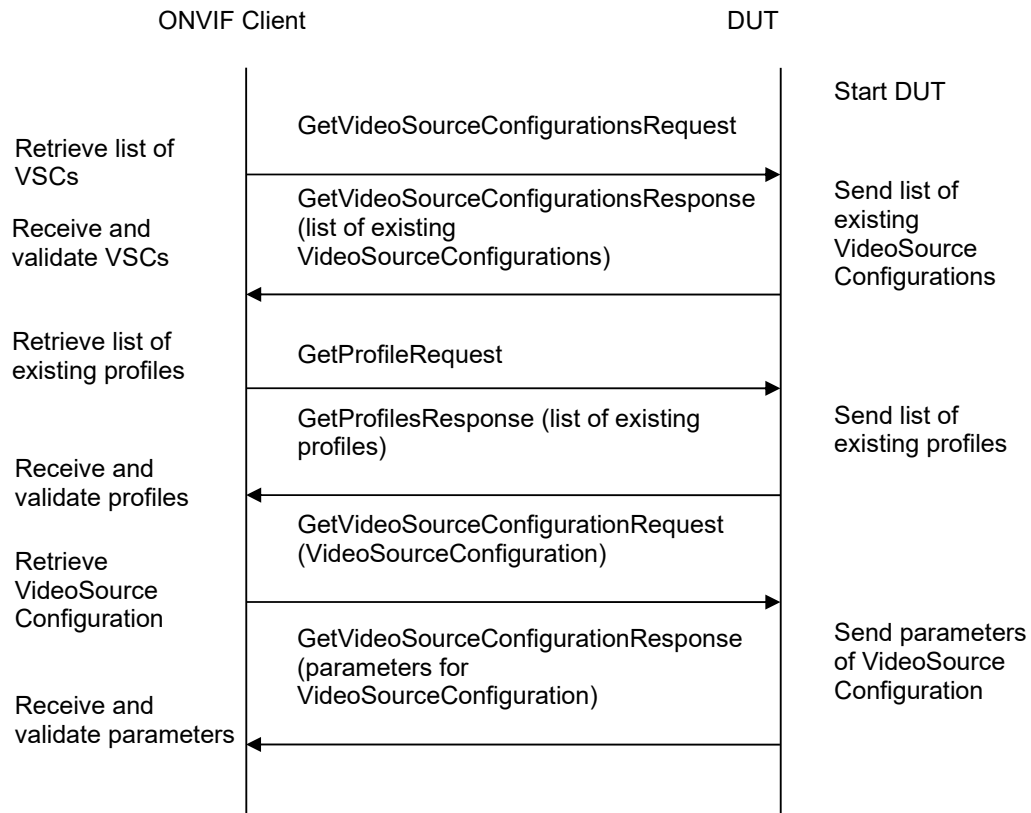 ONVIF Client
DUT
Start DUT
GetVideoSourceConfigurationsRequest
Retrieve list of
VSCs
GetVideoSourceConfigurationsResponse
(list of existing
VideoSourceConfigurations)
Send list of
existing
VideoSource
Configurations
Receive and
validate VSCs
Retrieve list of
existing profiles
GetProfileRequest
GetProfilesResponse (list of existing
profiles)
Send list of
existing profiles
Receive and
validate profiles
GetVideoSourceConfigurationRequest
(VideoSourceConfiguration)
Retrieve
VideoSource
Configuration
GetVideoSourceConfigurationResponse
(parameters for
VideoSourceConfiguration)
Send parameters
of VideoSource
Configuration
Receive and
validate parameters